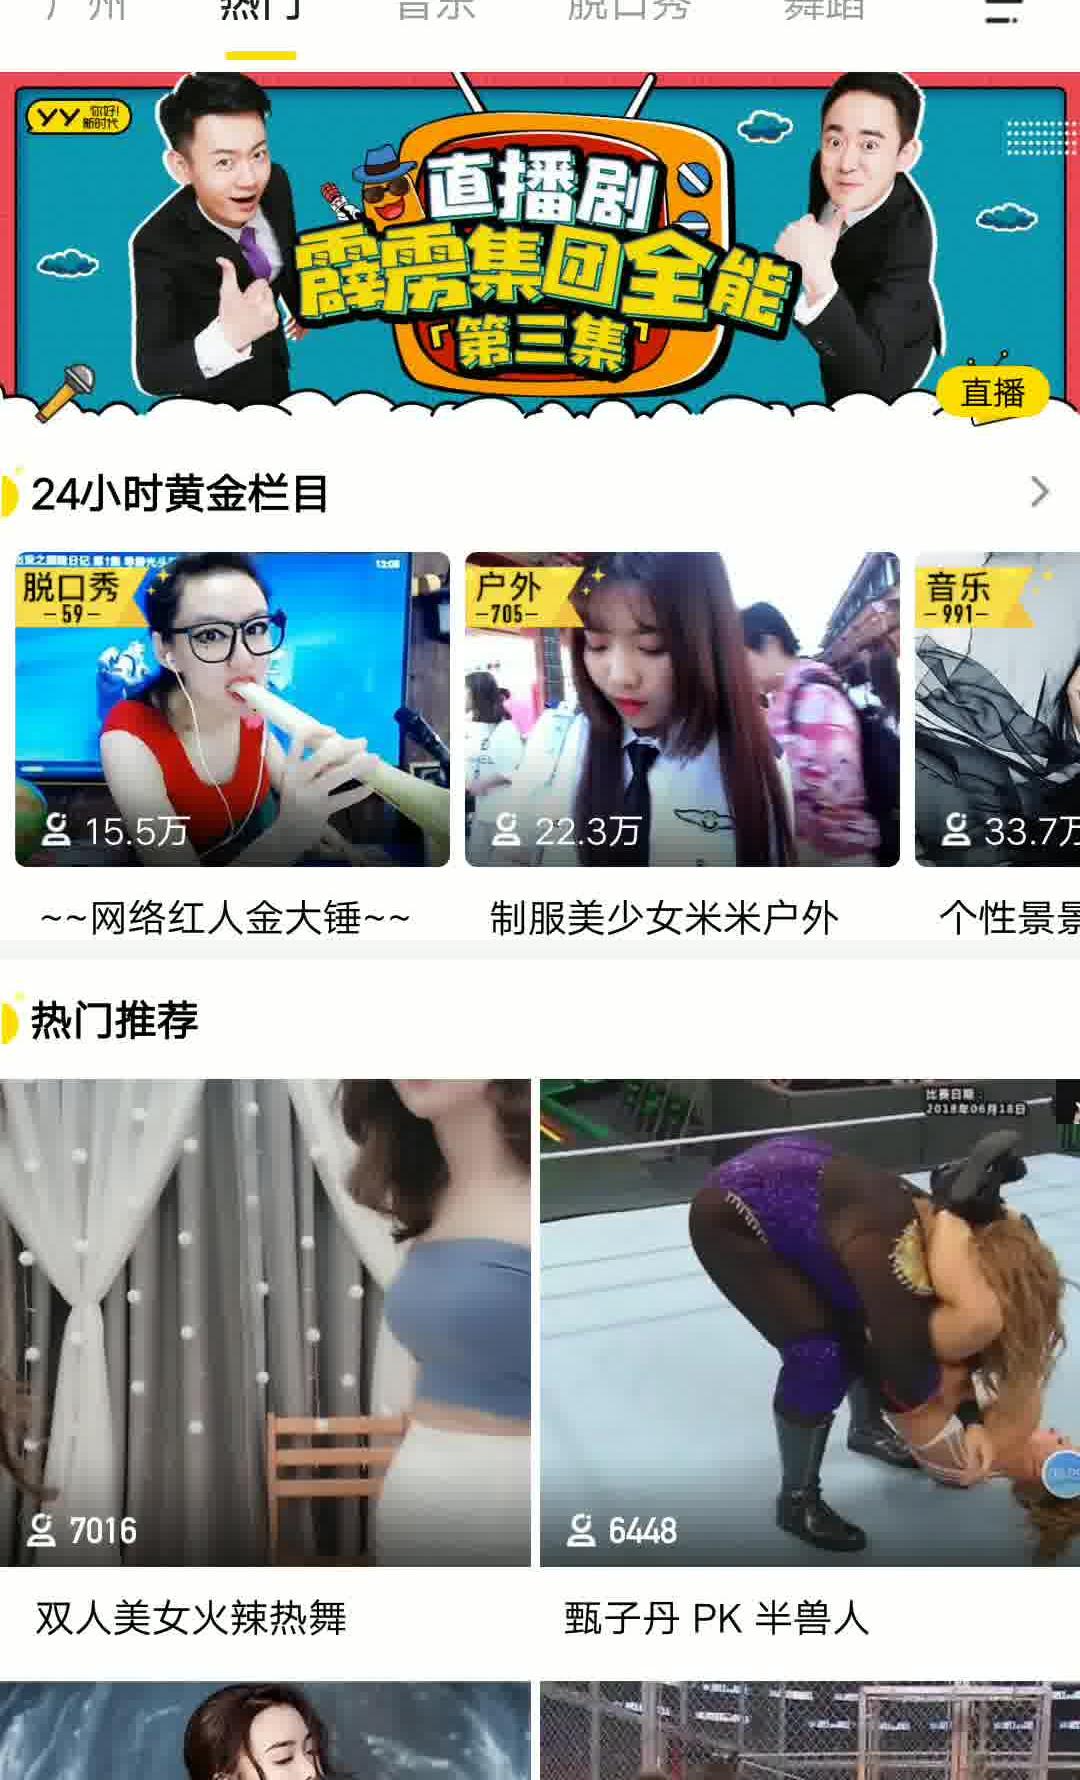 广州 热门 音乐 脱口秀 舞蹈
YY 你好!
新时代
直播剧
霹雳集团全能
「第三集」
直播
24小时黄金栏目
脱口秀 户外 音乐
-59- -705- -991-
12:08
15.5万 22.3万 33.7万
~~网络红人金大锤~~ 制服美少女米米户外 个性景景
热门推荐
比赛日期:
2018年06月18日
7016 6448
双人美女火辣热舞 甄子丹 PK 半兽人